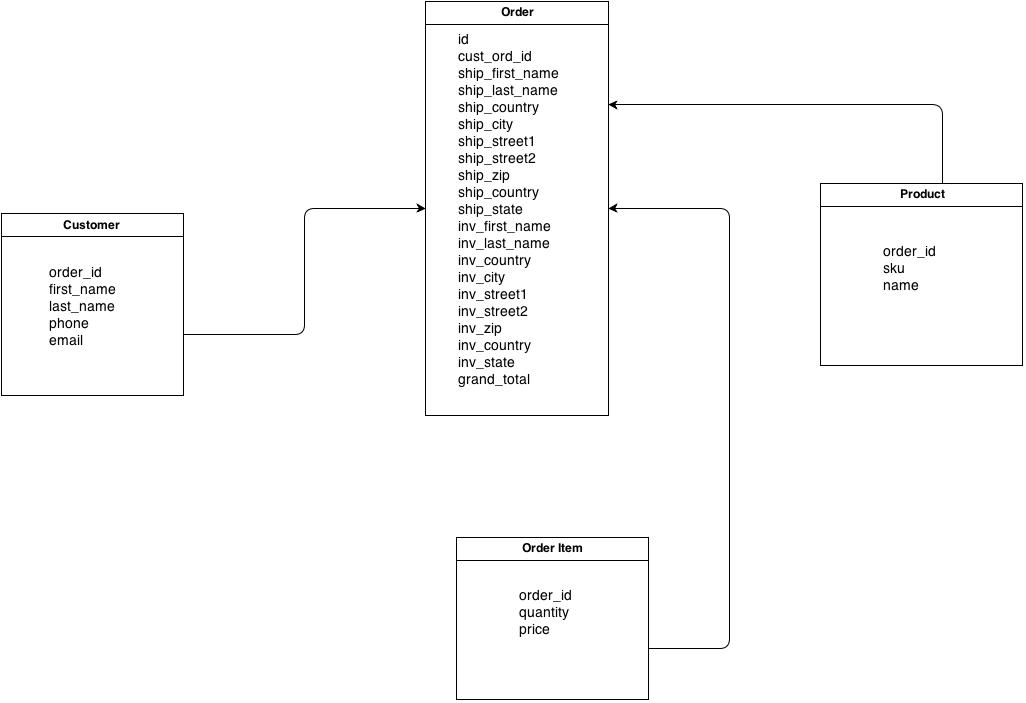 Order
id
cust_ord_id
ship_first_name
ship_last_name
ship_country
ship_city
ship_street1
ship_street2
ship_zip
ship_country
ship_state
inv_first_name
inv_last_name
inv_country
inv_city
inv_street1
inv_street2
inv_zip
inv_country
inv_state
grand_total
Customer
order_id
first_name
last_name
phone
email
Product
order_id
sku
name
Order Item
order_id
quantity
price